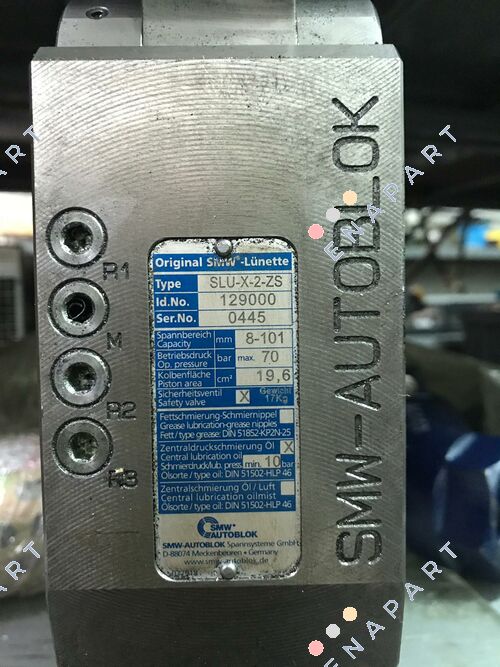 Original SMW®-Lünette
Type SLU-X-2-ZS
Id.No. 129000
Ser.No. 0445
Spannbereich
Capacity mm 8-101
Betriebsdruck
Op. pressure bar max. 70
Kolbenfläche
Piston area cm² 19,6
Sicherheitsventil
Safety valve X Gewicht
17Kg
Fettschmierung-Schmiernippel
Grease lubrication-grease nipples
Fett / type grease: DIN 51852-KP2N-25
Zentraldruckschmierung Öl X
Central lubrication oil
Schmierdruck/lub. press. min. 10 bar
Ölsorte / type oil: DIN 51502-HLP 46
Zentralschmierung Öl / Luft
Central lubrication oilmist
Ölsorte / type oil: DIN 51502-HLP 46
SMW®
AUTOBLOK
SMW-AUTOBLOK Spannsysteme GmbH
D-88074 Meckenbeuren • Germany
www.smw-autoblok.de
R1
M
R2
R3
SMW-AUTOBLOK
ENAPART
ENAPART
ENAPART